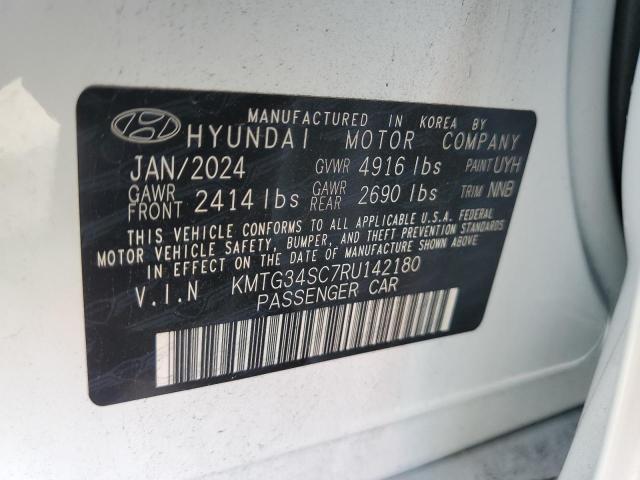 MANUFACTURED IN KOREA BY
HYUNDAI MOTOR COMPANY
JAN/2024 GVWR 4916 lbs PAINT UYH
GAWR FRONT 2414 lbs GAWR REAR 2690 lbs TRIM NNB
THIS VEHICLE CONFORMS TO ALL APPLICABLE U.S.A. FEDERAL
MOTOR VEHICLE SAFETY, BUMPER, AND THEFT PREVENTION STANDARDS
IN EFFECT ON THE DATE OF MANUFACTURE SHOWN ABOVE.
V.I.N KMTG34SC7RU142180
PASSENGER CAR